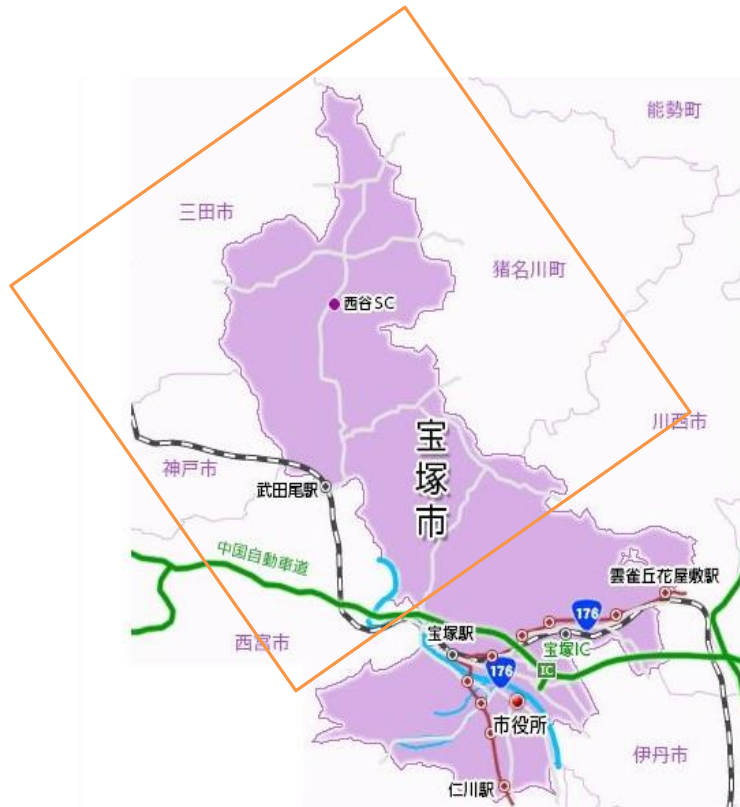 能勢町
三田市
猪名川町
西谷SC
川西市
宝塚市
神戸市
武田尾駅
中国自動車道
雲雀丘花屋敷駅
176
西宮市
宝塚駅
宝塚IC
176
IC
市役所
伊丹市
仁川駅